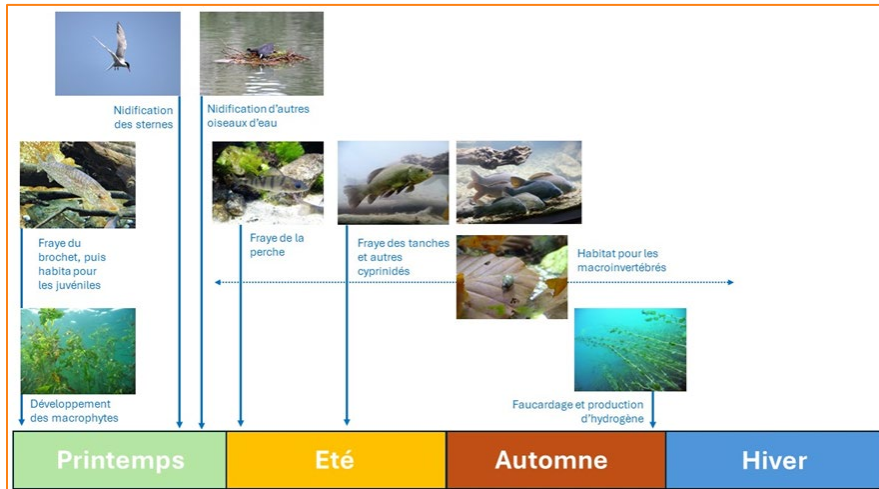 Nidification
des sternes
Nidification d'autres
oiseaux d'eau
Fraye du
brochet, puis
habita pour
les juvéniles
Fraye de la
perche
Fraye des tanches
et autres
cyprinidés
Habitat pour les
macroinvertébrés
Développement
des macrophytes
Faucardage et production
d'hydrogène
Printemps
Eté
Automne
Hiver